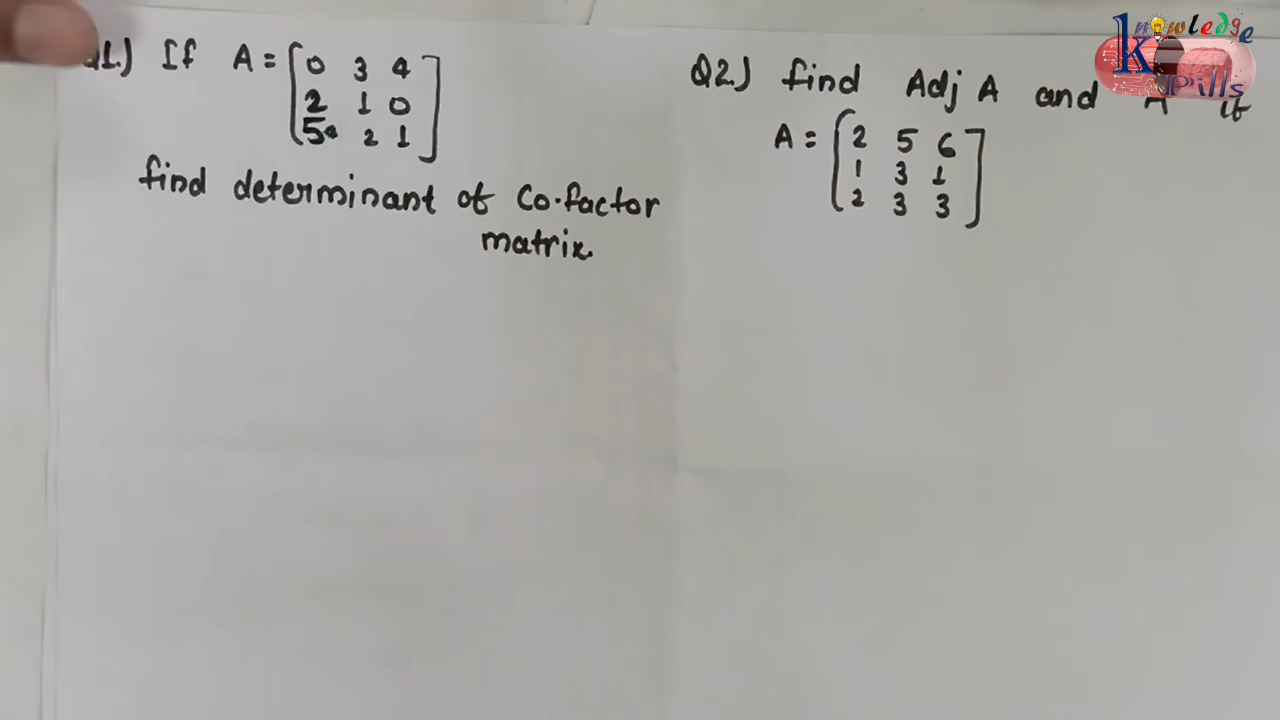 Q1.) If A = [0 3 4
2 1 0
5 2 1]
find determinant of Co.factor
matrix.
Q2.) find Adj A and A if
A = [2 5 6
1 3 1
2 3 3]
knowledge
Pills